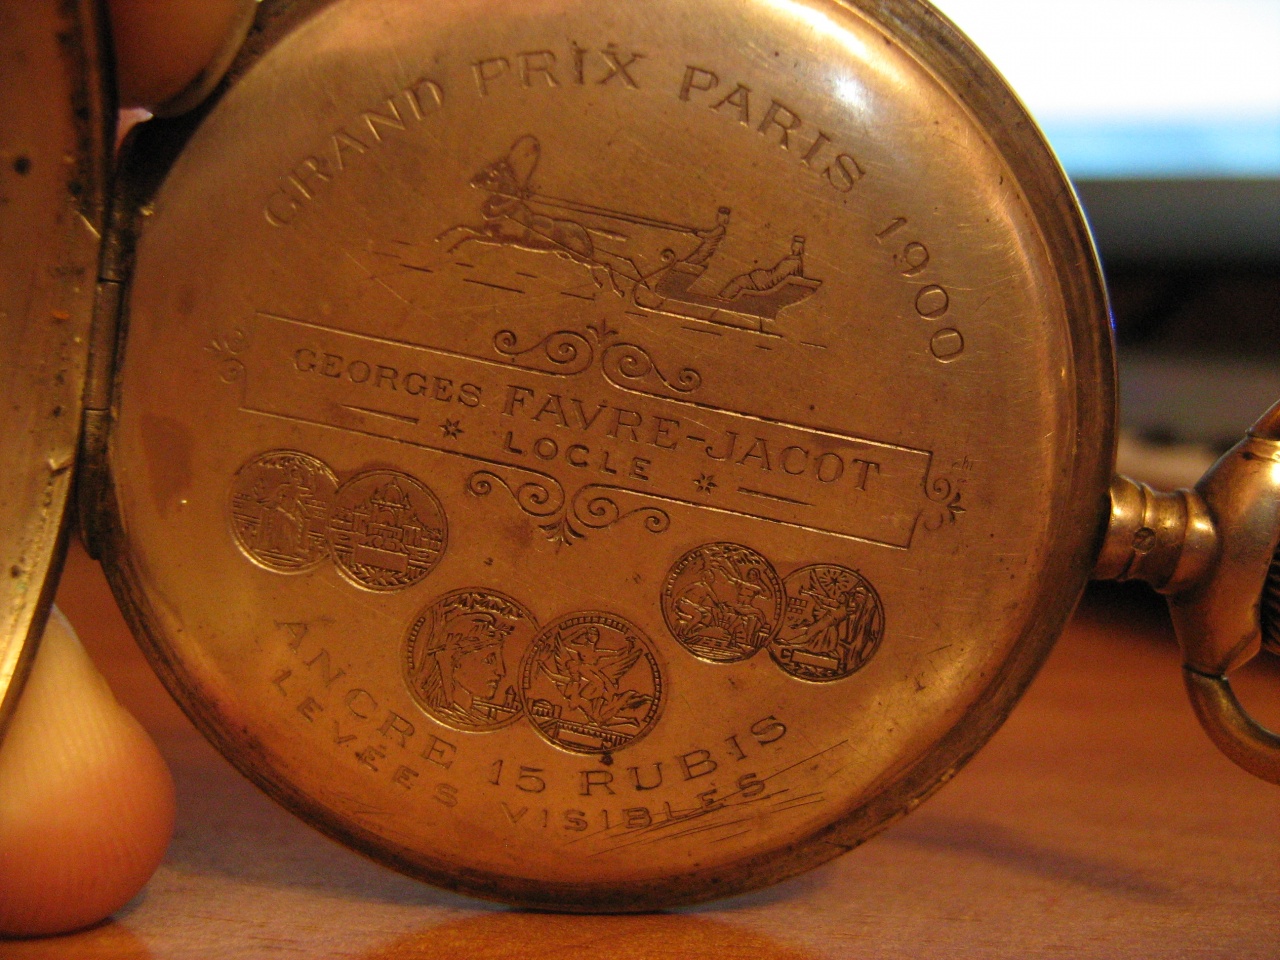 GRAND PRIX PARIS 1900
GEORGES FAVRE-JACOT
LOCLE
ANCRE 15 RUBIS
LEVÉES VISIBLES